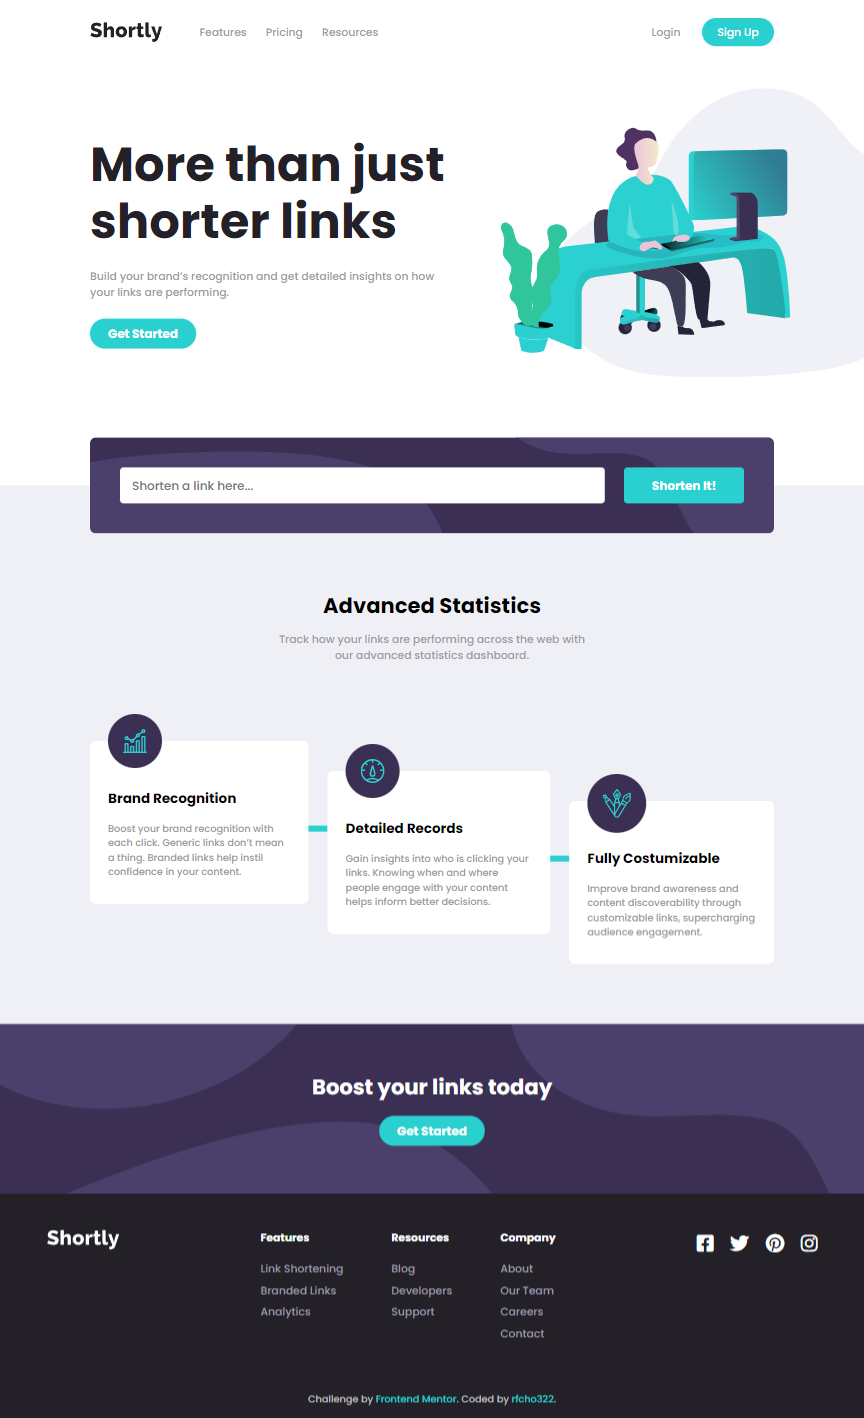 Shortly
Features
Pricing
Resources
Login
Sign Up
More than just
shorter links
Build your brand’s recognition and get detailed insights on how
your links are performing.
Get Started
Shorten a link here...
Shorten It!
Advanced Statistics
Track how your links are performing across the web with
our advanced statistics dashboard.
Brand Recognition
Boost your brand recognition with
each click. Generic links don’t mean
a thing. Branded links help instil
confidence in your content.
Detailed Records
Gain insights into who is clicking your
links. Knowing when and where
people engage with your content
helps inform better decisions.
Fully Costumizable
Improve brand awareness and
content discoverability through
customizable links, supercharging
audience engagement.
Boost your links today
Get Started
Shortly
Features
Link Shortening
Branded Links
Analytics
Resources
Blog
Developers
Support
Company
About
Our Team
Careers
Contact
Challenge by Frontend Mentor. Coded by rfcho322.